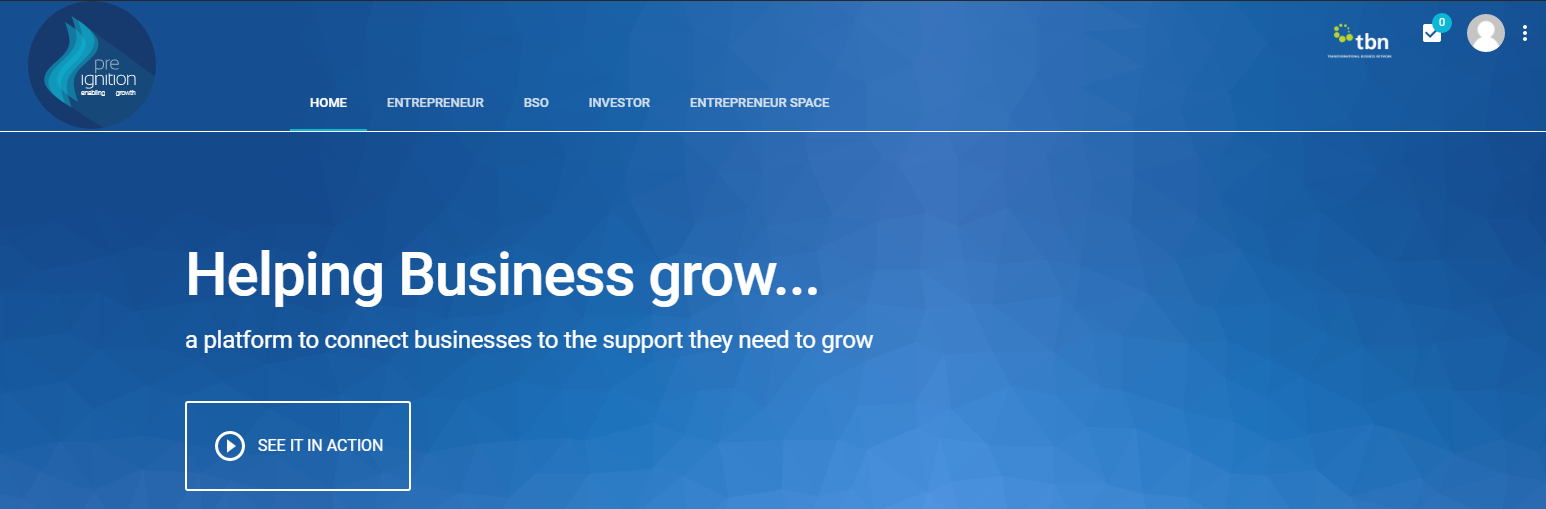 pre
ignition
enabling growth
tbn
TRANSFORMATIONAL BUSINESS NETWORK
0
HOME
ENTREPRENEUR
BSO
INVESTOR
ENTREPRENEUR SPACE
Helping Business grow...
a platform to connect businesses to the support they need to grow
SEE IT IN ACTION